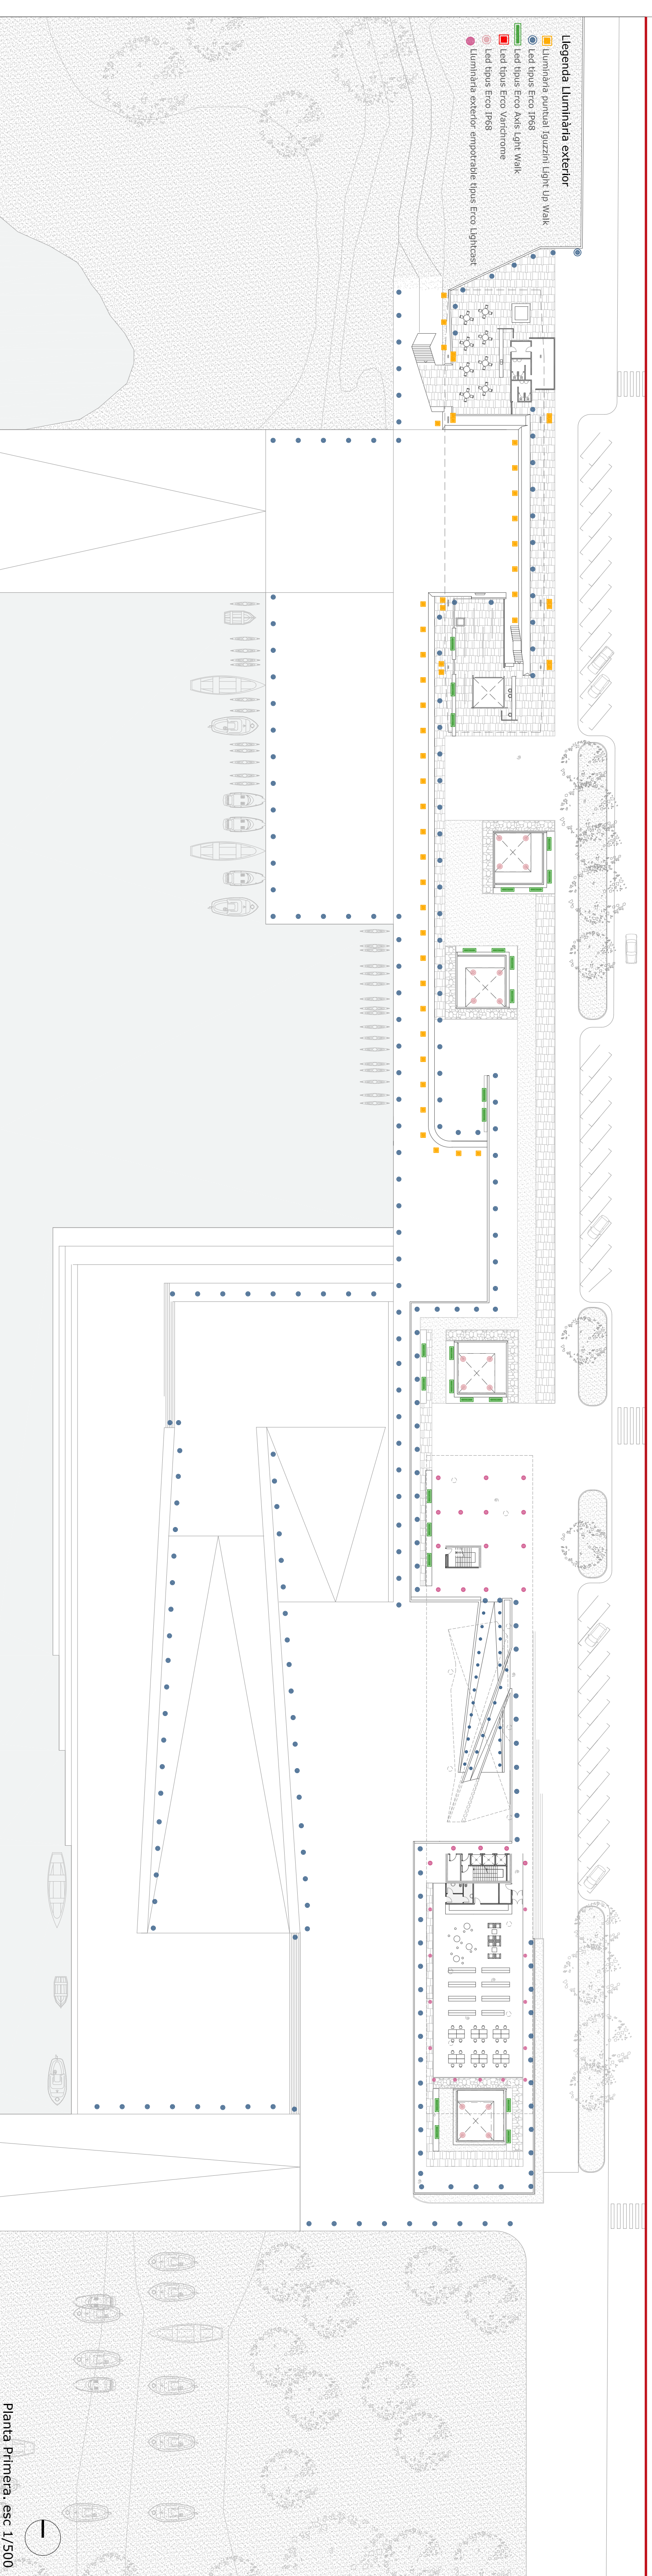 Llegenda Lluminària exterior
Lluminària puntual Iguzzini Light Up Walk
Led tipus Erco IP68
Led tipus Erco Axis Lght Walk
Led tipus Erco Varichrome
Led tipus Erco IP68
Lluminària exterior empotrable tipus Erco Lightcast
Planta Primera. esc 1/500